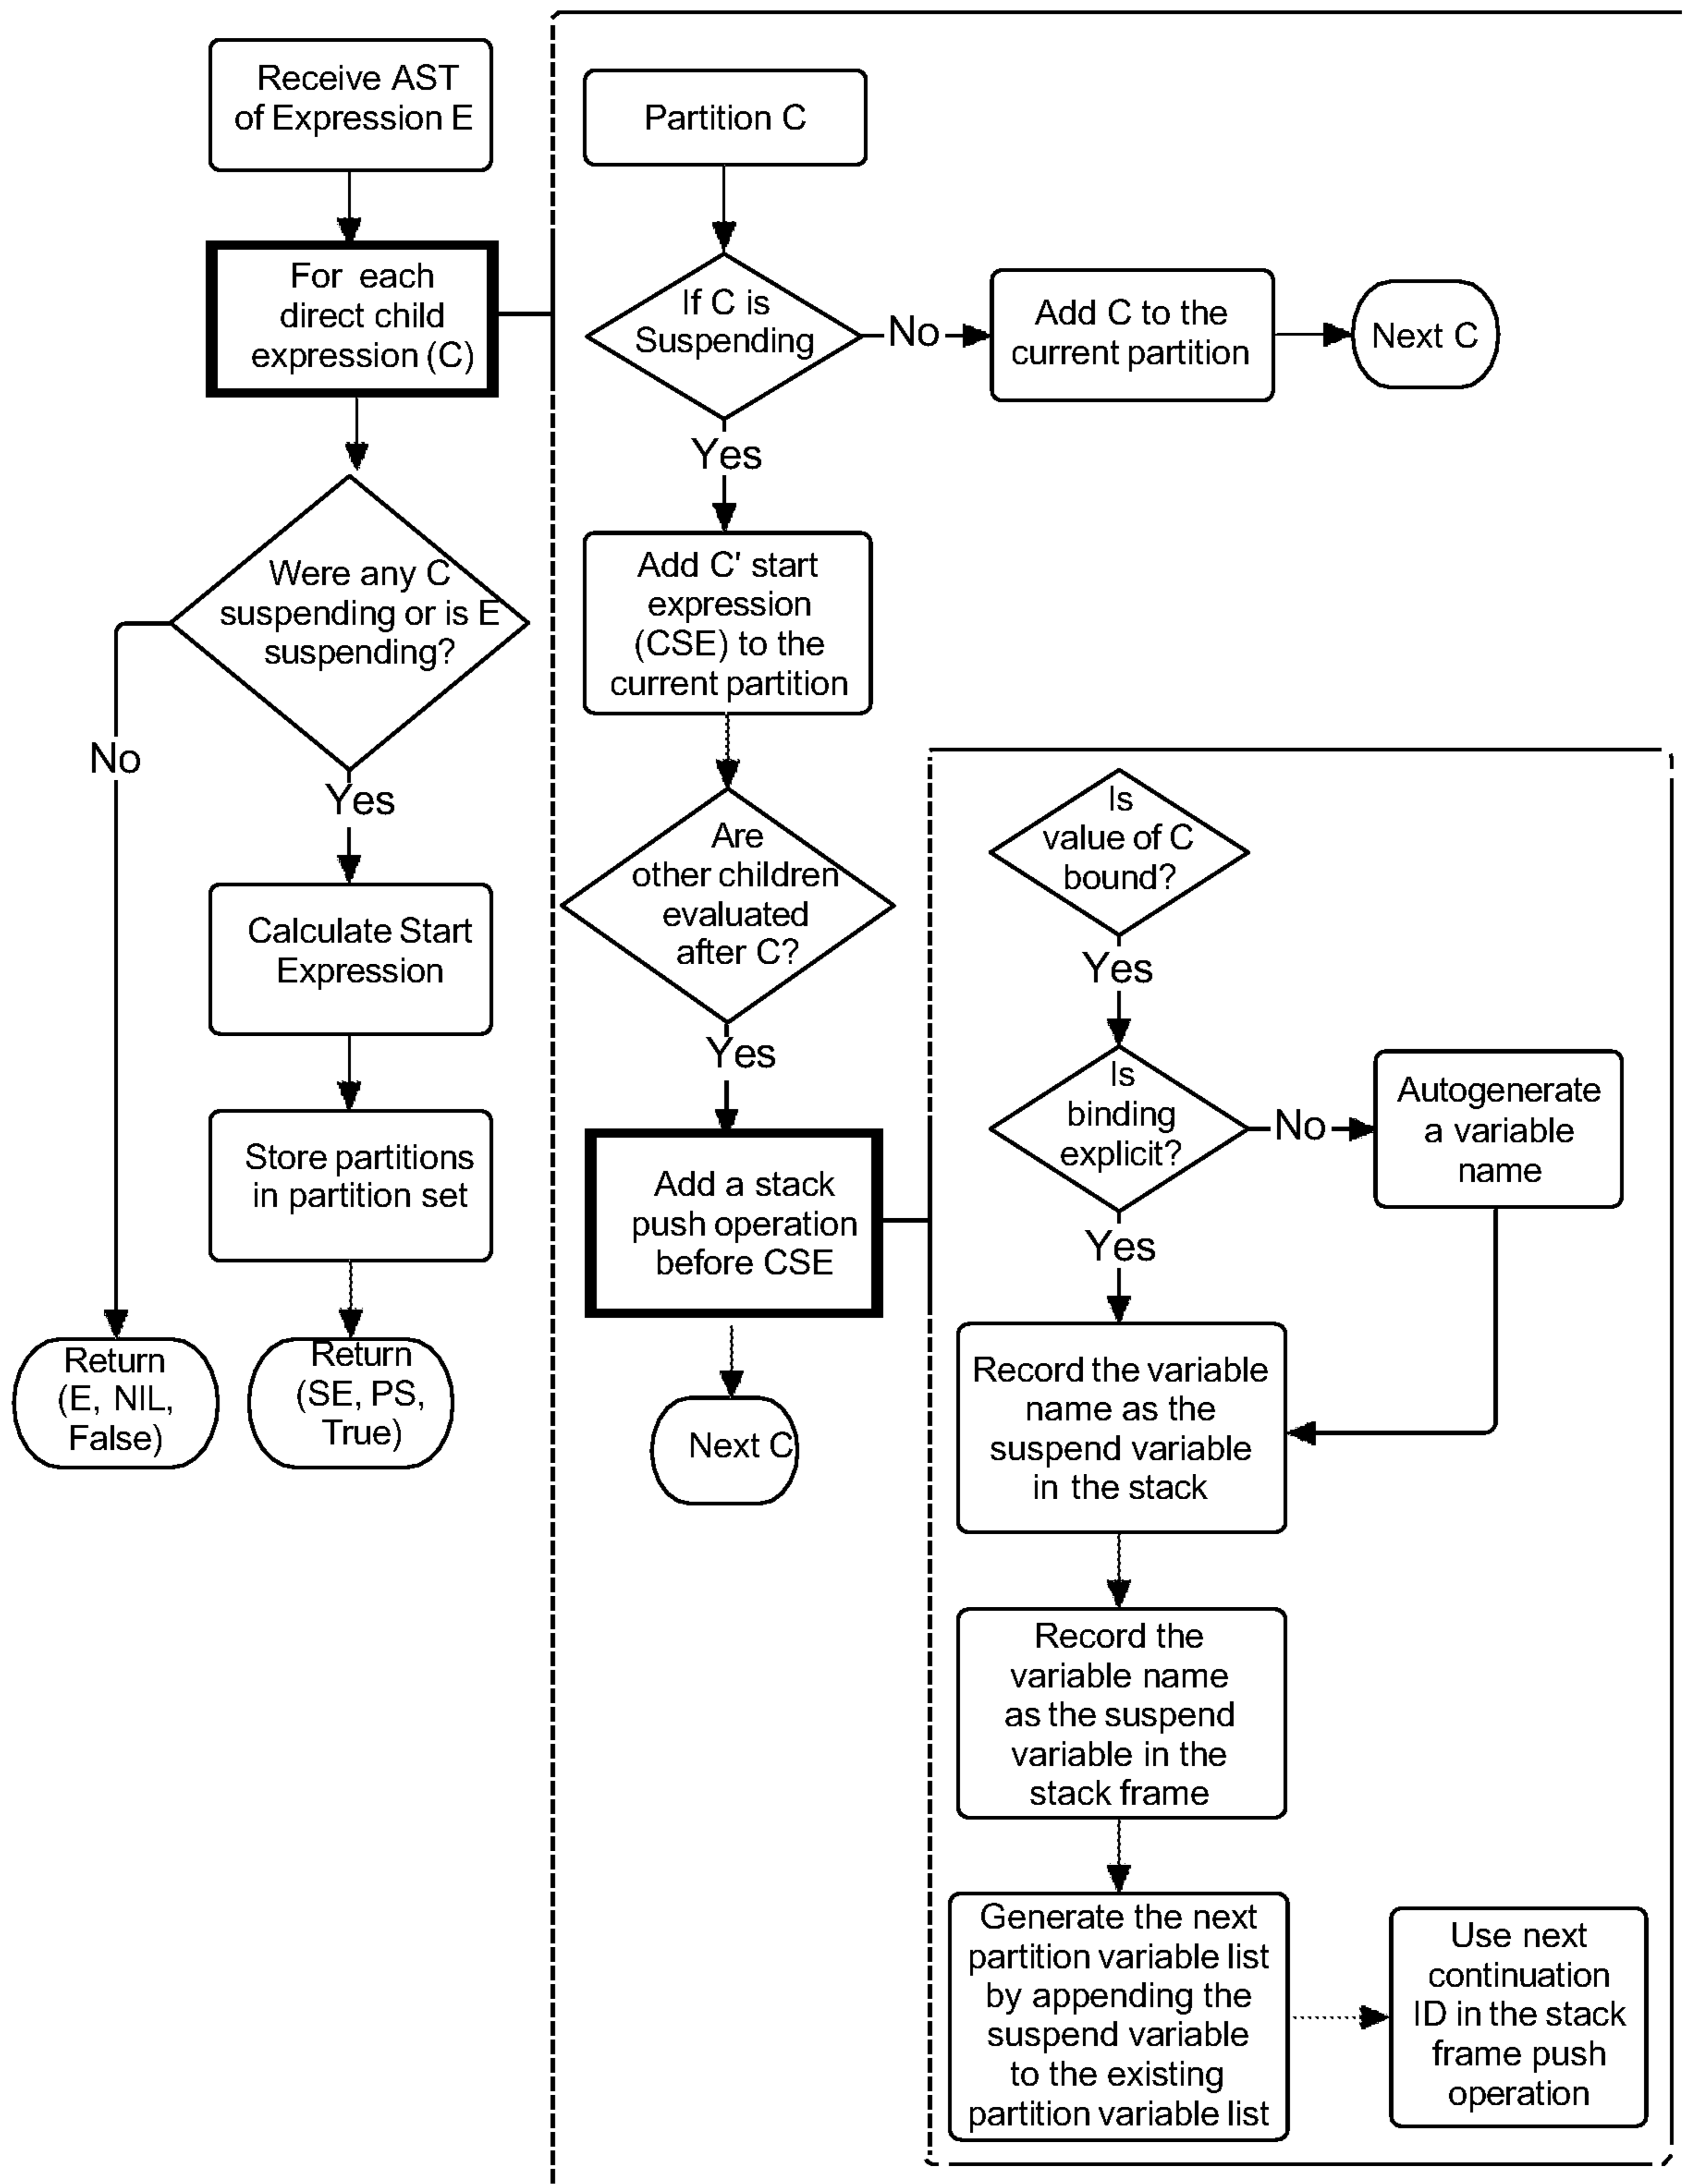 Receive AST
of Expression E
For each
direct child
expression (C)
Were any C
suspending or is E
suspending?
No
Yes
Calculate Start
Expression
Store partitions
in partition set
Return
(E, NIL,
False)
Return
(SE, PS,
True)
Partition C
If C is
Suspending
No
Add C to the
current partition
Next C
Yes
Add C' start
expression
(CSE) to the
current partition
Are
other children
evaluated
after C?
Yes
Add a stack
push operation
before CSE
Next C
Is
value of C
bound?
Yes
Is
binding
explicit?
No
Autogenerate
a variable
name
Yes
Record the variable
name as the
suspend variable
in the stack
Record the
variable name
as the suspend
variable in the
stack frame
Generate the next
partition variable list
by appending the
suspend variable
to the existing
partition variable list
Use next
continuation
ID in the stack
frame push
operation